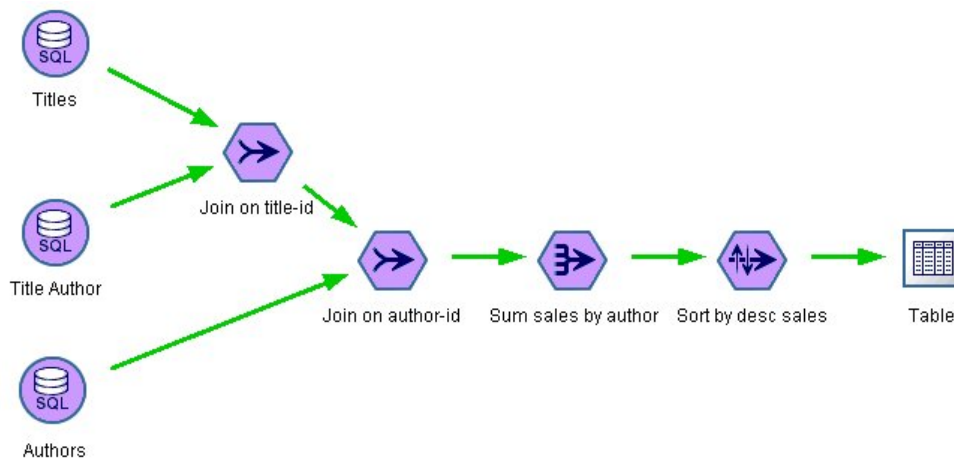 SQL
Titles
Join on title-id
SQL
Title Author
Join on author-id
Sum sales by author
Sort by desc sales
Table
SQL
Authors